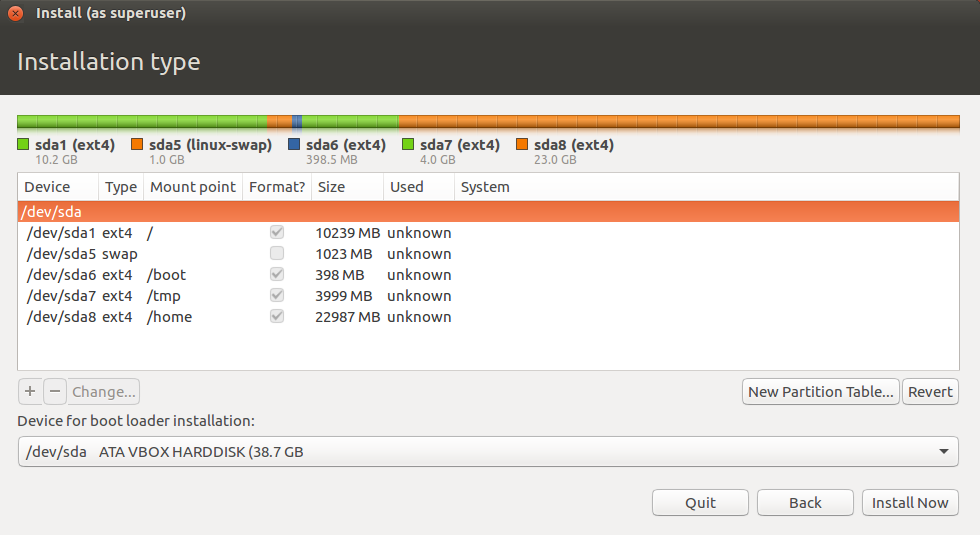 Install (as superuser)
Installation type
sda1 (ext4) sda5 (linux-swap) sda6 (ext4) sda7 (ext4) sda8 (ext4)
10.2 GB 1.0 GB 398.5 MB 4.0 GB 23.0 GB
Device Type Mount point Format? Size Used System
/dev/sda
/dev/sda1 ext4 / 10239 MB unknown
/dev/sda5 swap 1023 MB unknown
/dev/sda6 ext4 /boot 398 MB unknown
/dev/sda7 ext4 /tmp 3999 MB unknown
/dev/sda8 ext4 /home 22987 MB unknown
+ − Change... New Partition Table... Revert
Device for boot loader installation:
/dev/sda ATA VBOX HARDDISK (38.7 GB
Quit Back Install Now